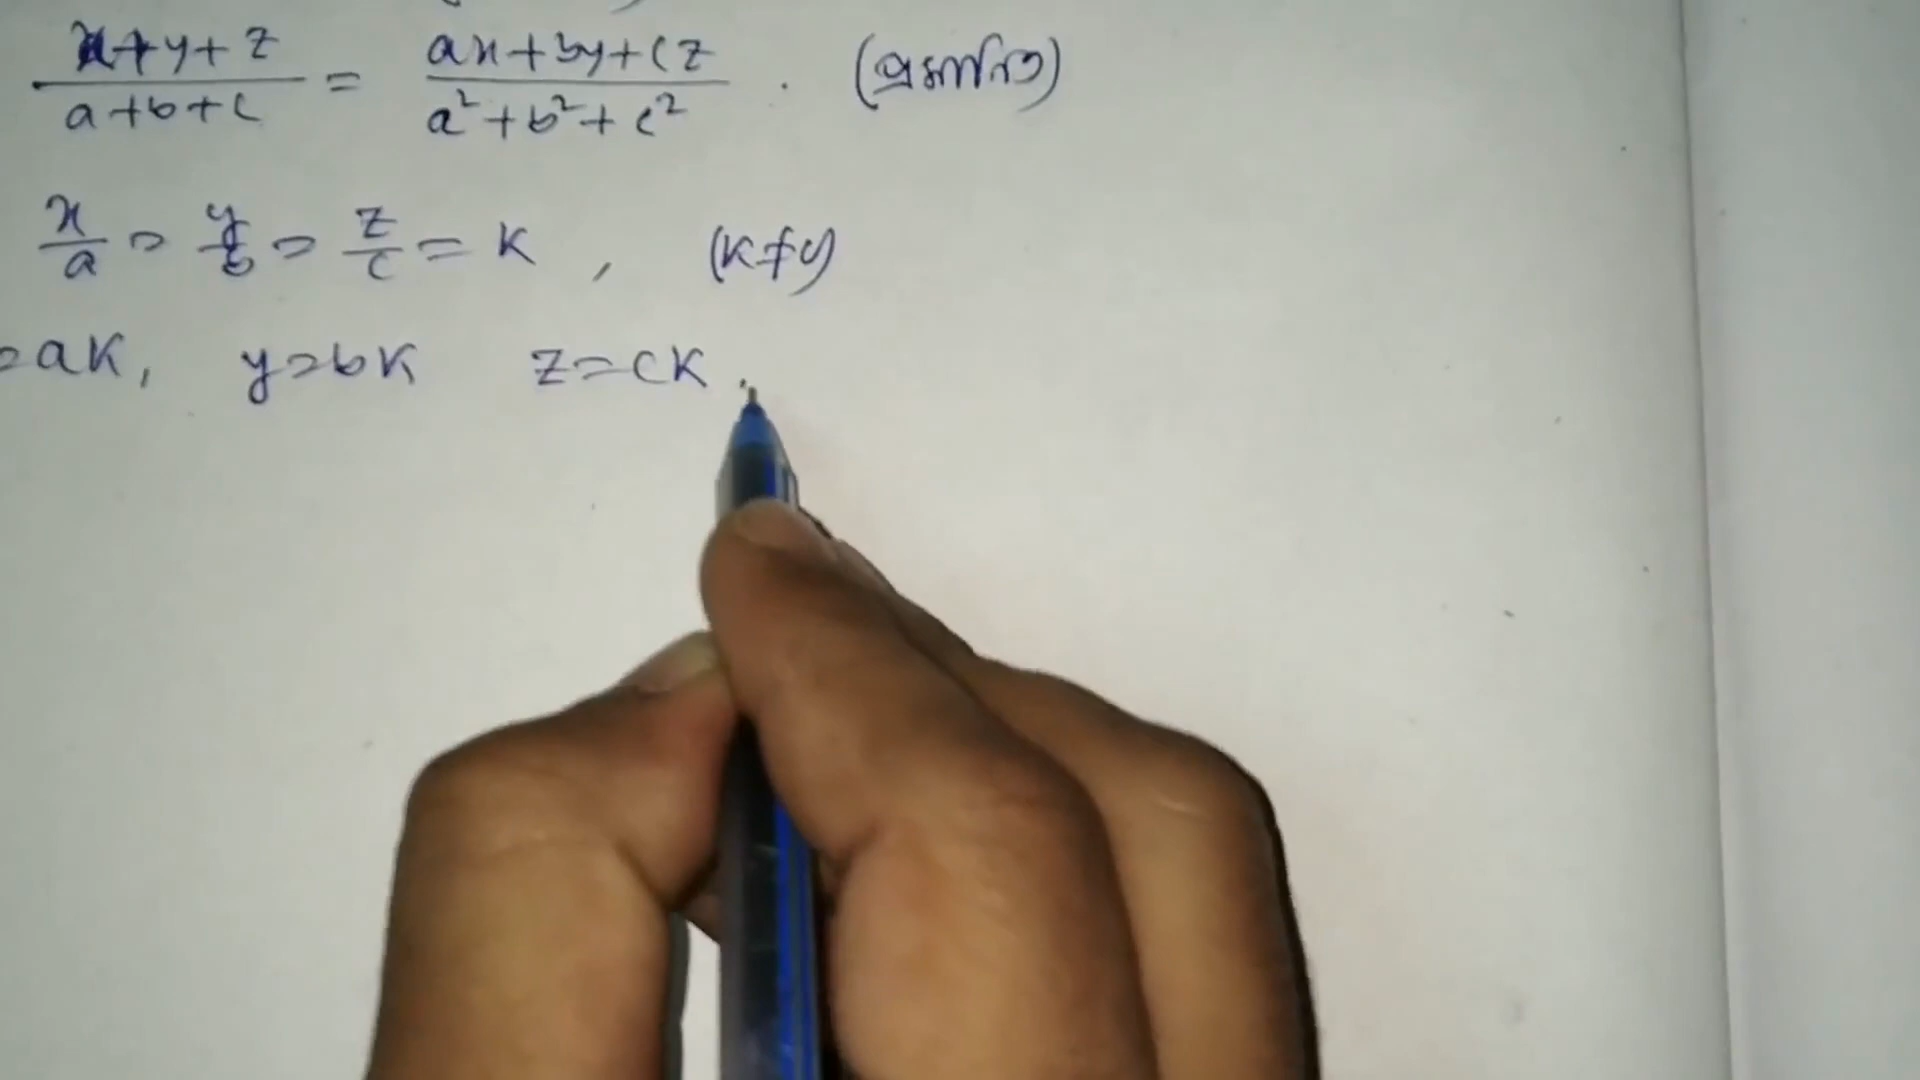 x+y+z/a+b+c = ax+by+cz/a²+b²+c² . (প্রমাণিত)
x/a = y/b = z/c = K , (K≠0)
=aK, y=bK z=cK .